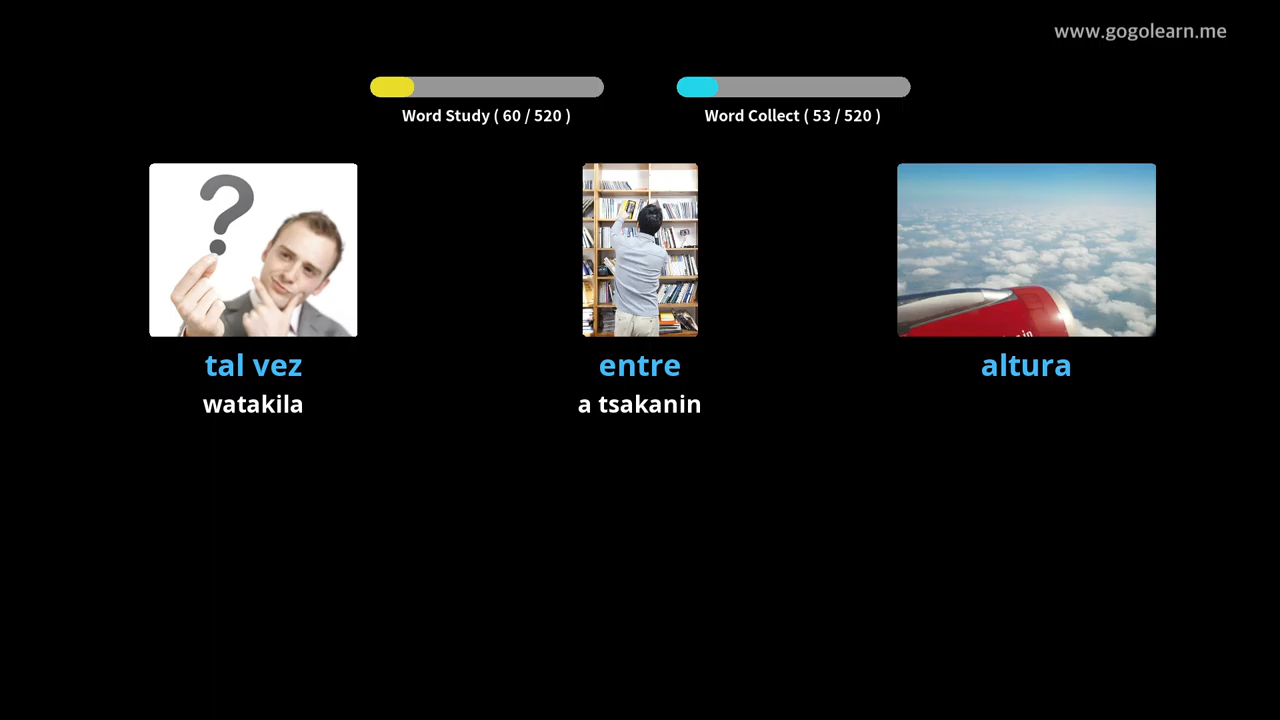 www.gogolearn.me
Word Study ( 60 / 520 )
Word Collect ( 53 / 520 )
tal vez
entre
altura
watakila
a tsakanin